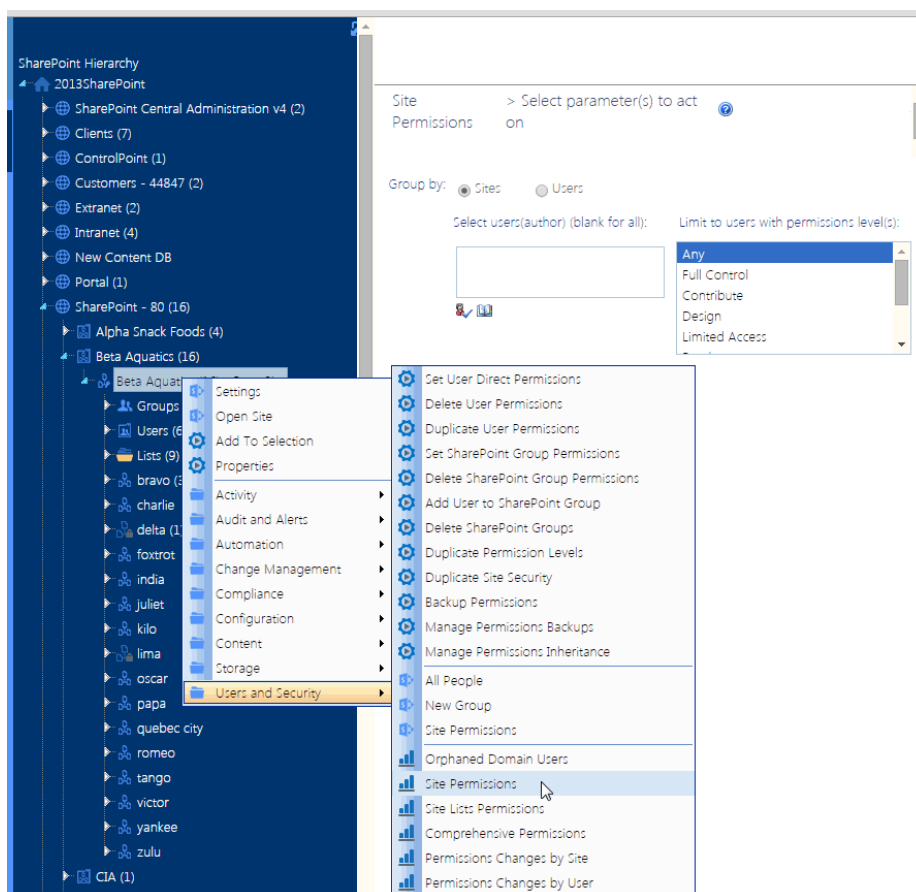 SharePoint Hierarchy
2013SharePoint
SharePoint Central Administration v4 (2)
Clients (7)
ControlPoint (1)
Customers - 44847 (2)
Extranet (2)
Intranet (4)
New Content DB
Portal (1)
SharePoint - 80 (16)
Alpha Snack Foods (4)
Beta Aquatics (16)
Beta Aquati
Groups
Users (6
Lists (9)
bravo (3
charlie
delta (1)
foxtrot
india
juliet
kilo
lima
oscar
papa
quebec city
romeo
tango
victor
yankee
zulu
CIA (1)
Site Permissions
> Select parameter(s) to act on
Group by:
Sites
Users
Select users(author) (blank for all):
Limit to users with permissions level(s):
Any
Full Control
Contribute
Design
Limited Access
Settings
Open Site
Add To Selection
Properties
Activity
Audit and Alerts
Automation
Change Management
Compliance
Configuration
Content
Storage
Users and Security
Set User Direct Permissions
Delete User Permissions
Duplicate User Permissions
Set SharePoint Group Permissions
Delete SharePoint Group Permissions
Add User to SharePoint Group
Delete SharePoint Groups
Duplicate Permission Levels
Duplicate Site Security
Backup Permissions
Manage Permissions Backups
Manage Permissions Inheritance
All People
New Group
Site Permissions
Orphaned Domain Users
Site Permissions
Site Lists Permissions
Comprehensive Permissions
Permissions Changes by Site
Permissions Changes by User